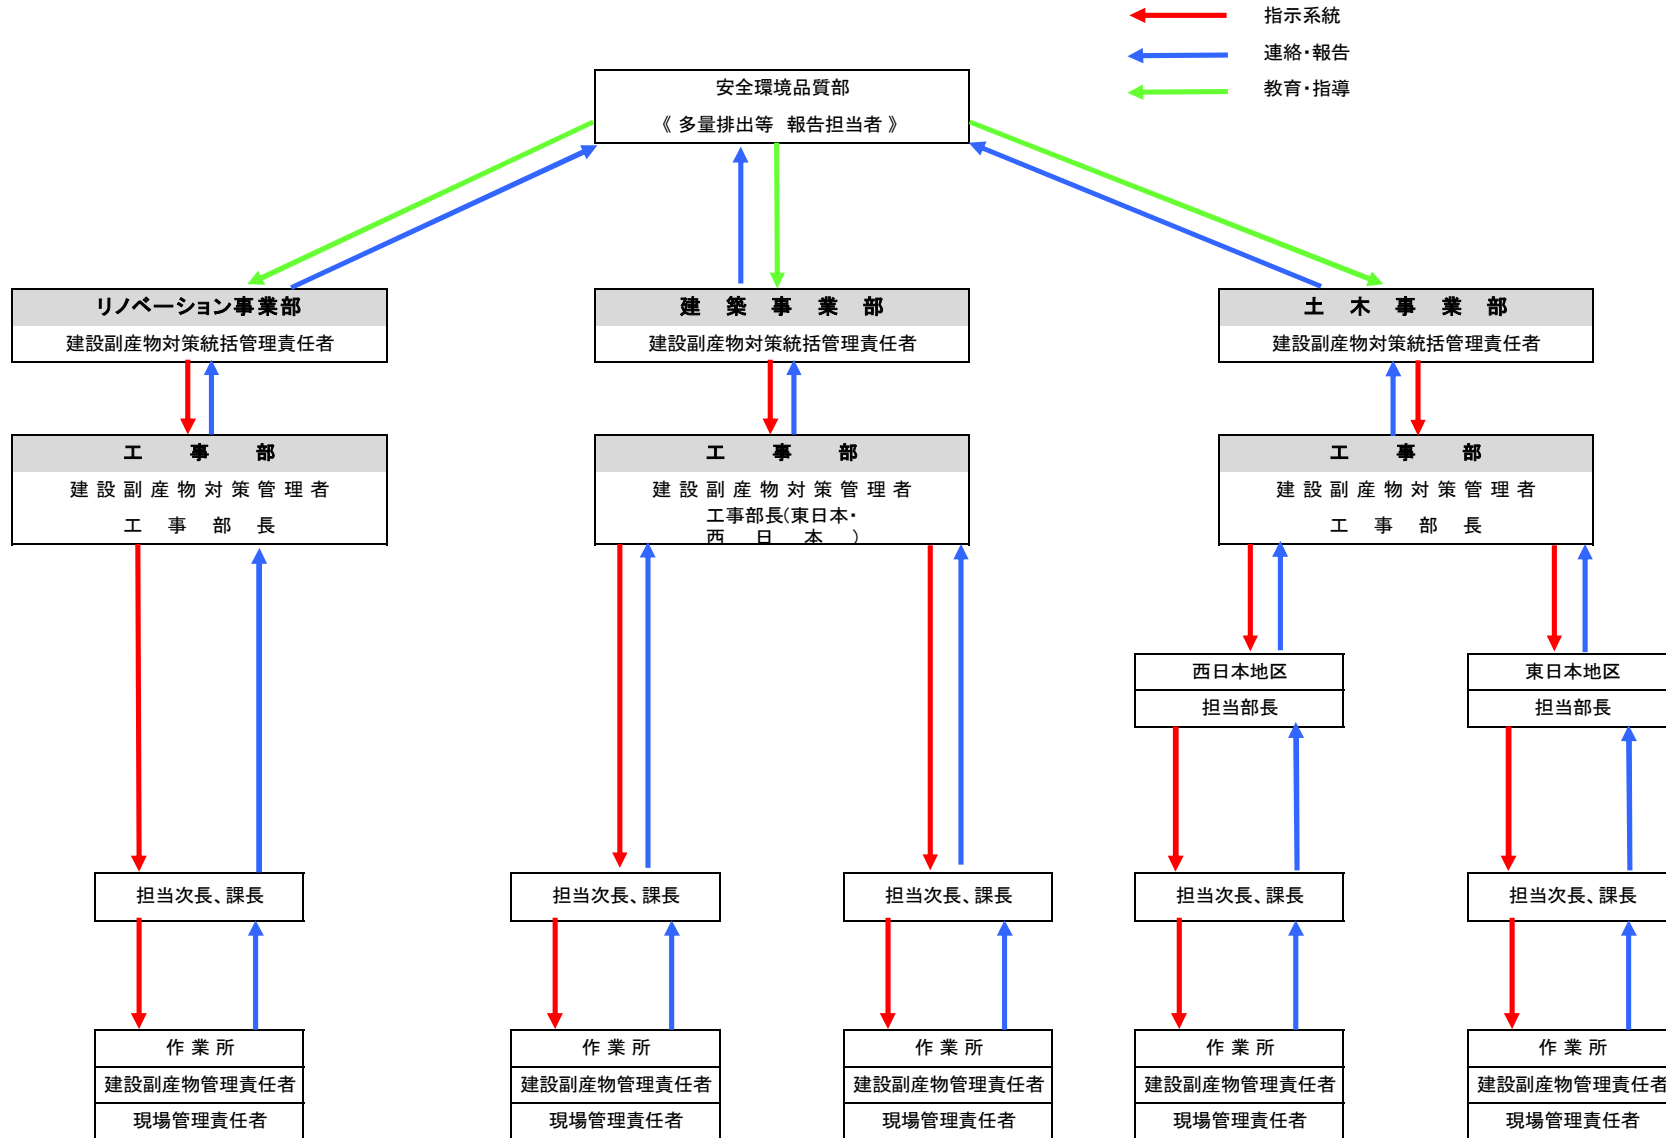 指示系統
連絡・報告
教育・指導
安全環境品質部
《 多量排出等 報告担当者 》
リノベーション事業部
建設副産物対策統括管理責任者
建 築 事 業 部
建設副産物対策統括管理責任者
土 木 事 業 部
建設副産物対策統括管理責任者
工 事 部
建 設 副 産 物 対 策 管 理 者
工 事 部 長
工 事 部
建 設 副 産 物 対 策 管 理 者
工事部長(東日本・
西 日 本 )
工 事 部
建 設 副 産 物 対 策 管 理 者
工 事 部 長
西日本地区
担当部長
東日本地区
担当部長
担当次長、課長
担当次長、課長
担当次長、課長
担当次長、課長
担当次長、課長
作 業 所
建設副産物管理責任者
現場管理責任者
作 業 所
建設副産物管理責任者
現場管理責任者
作 業 所
建設副産物管理責任者
現場管理責任者
作 業 所
建設副産物管理責任者
現場管理責任者
作 業 所
建設副産物管理責任者
現場管理責任者